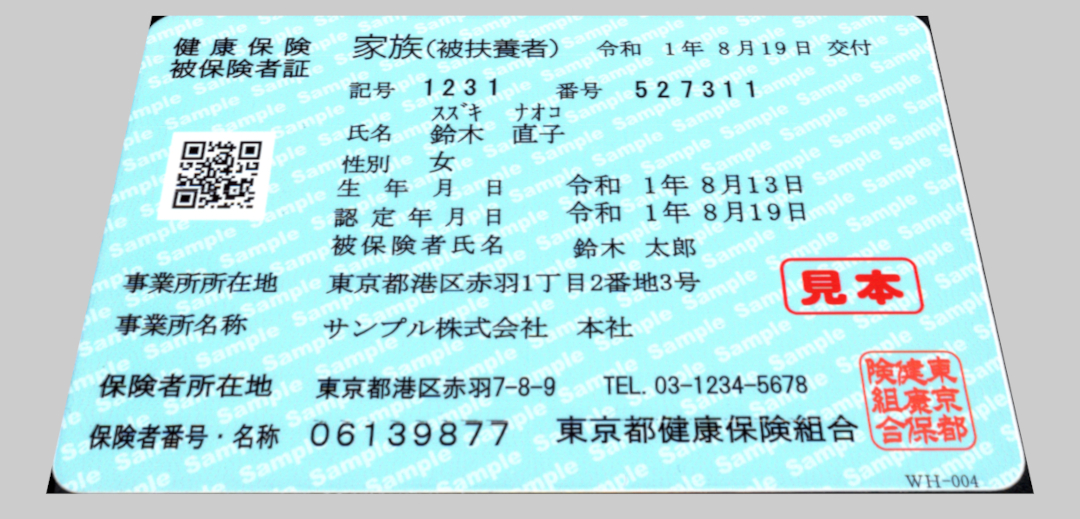 健康保険 家族(被扶養者) 令和 1年 8月19日 交付
被保険者証
記号 1231 番号 527311
スズキ ナオコ
氏名 鈴木 直子
性別 女
生年月日 令和 1年 8月13日
認定年月日 令和 1年 8月19日
被保険者氏名 鈴木 太郎
事業所所在地 東京都港区赤羽1丁目2番地3号
見本
事業所名称 サンプル株式会社 本社
保険者所在地 東京都港区赤羽7-8-9 TEL. 03-1234-5678
保険者番号・名称 06139877 東京都健康保険組合
東京都
健康保
険組合
WH-004
Sample